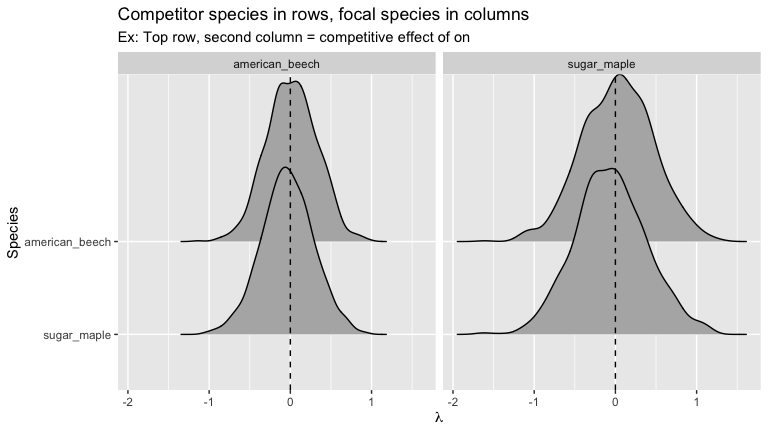 Competitor species in rows, focal species in columns
Ex: Top row, second column = competitive effect of on
american_beech
sugar_maple
Species
american_beech
sugar_maple
-2 -1 0 1 -2 -1 0 1
λ